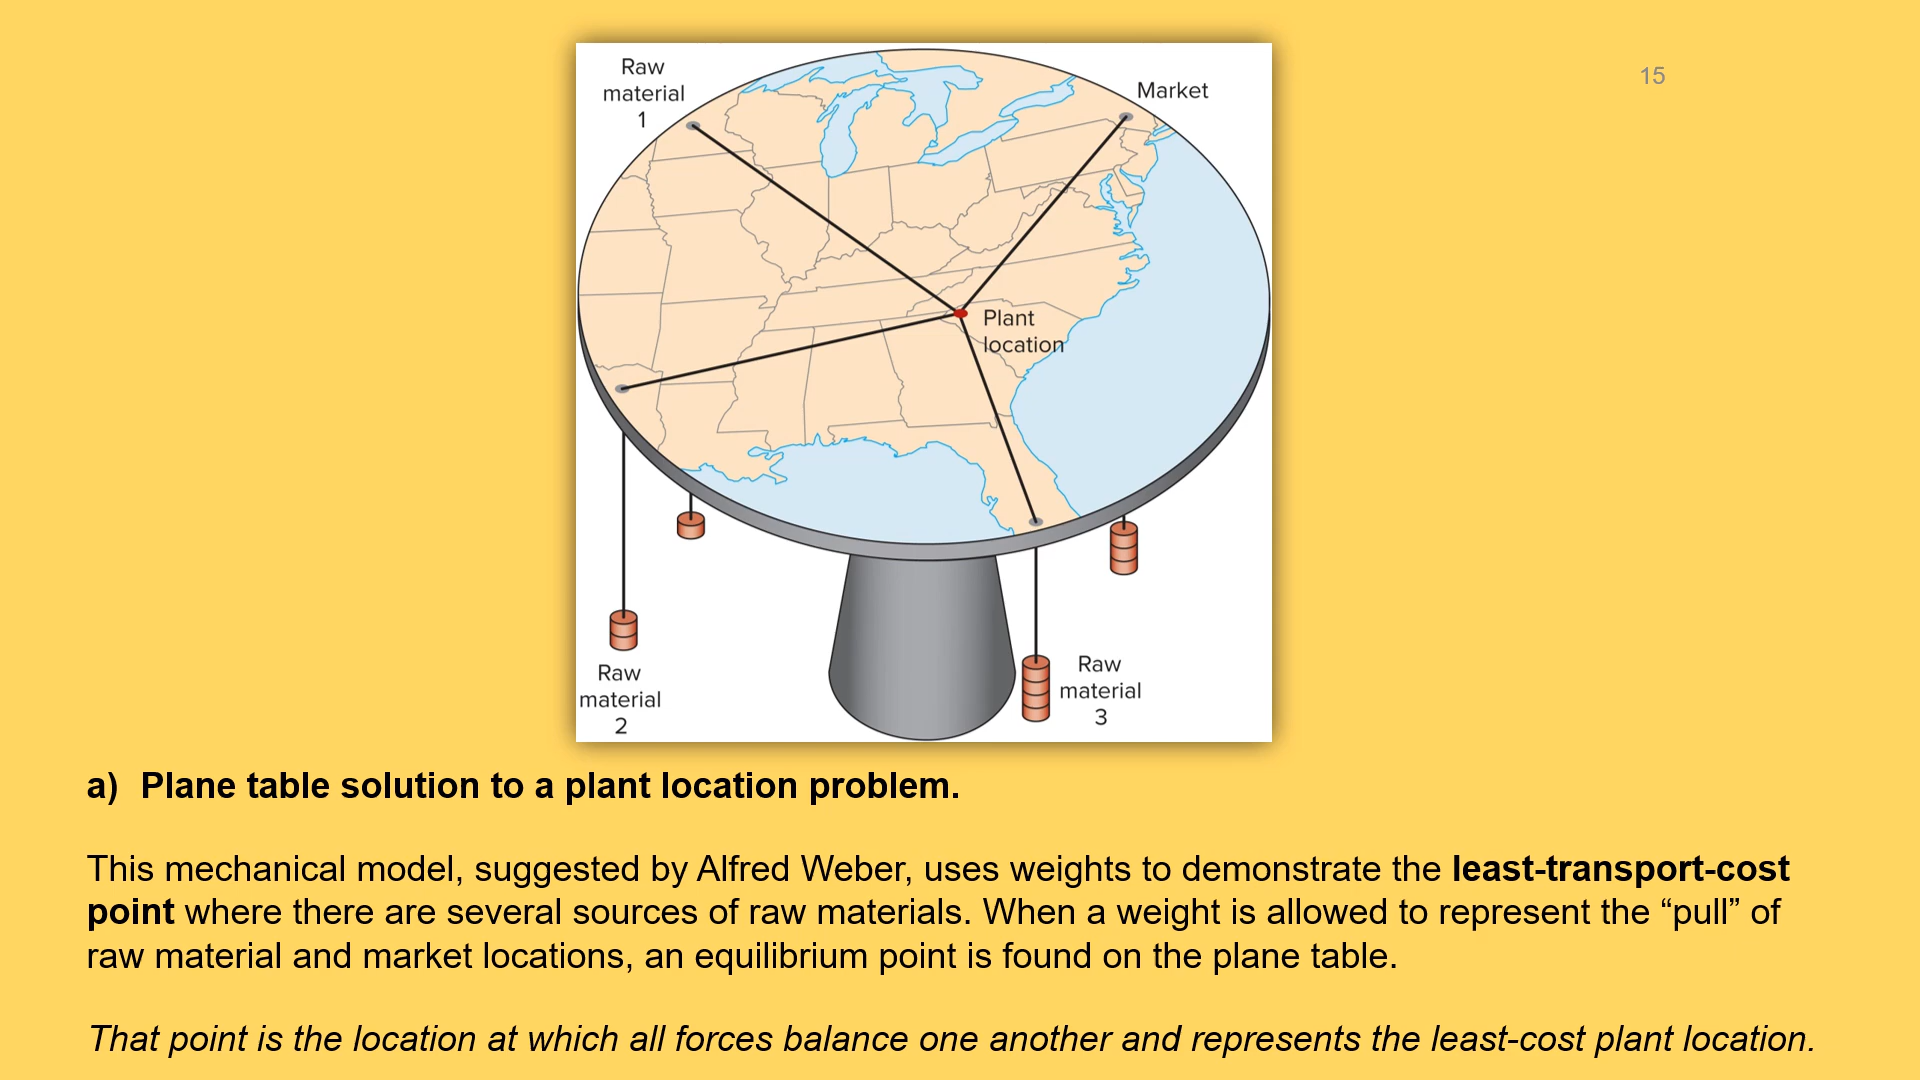 15
Raw
material
1
Market
Plant
location
Raw
material
2
Raw
material
3
a) Plane table solution to a plant location problem.
This mechanical model, suggested by Alfred Weber, uses weights to demonstrate the least-transport-cost
point where there are several sources of raw materials. When a weight is allowed to represent the “pull” of
raw material and market locations, an equilibrium point is found on the plane table.
That point is the location at which all forces balance one another and represents the least-cost plant location.